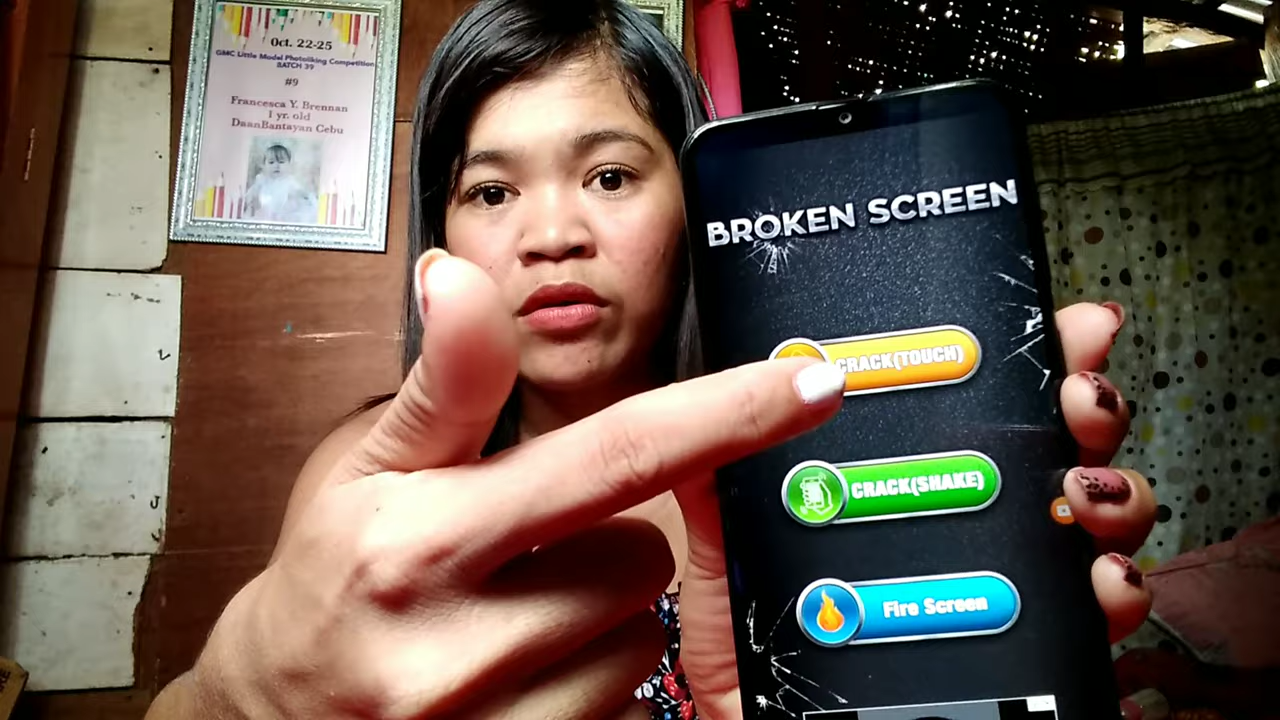 Oct. 22-25
GMC Little Model Photoliking Competition
BATCH 39
#9
Francesca Y. Brennan
1 yr. old
DaanBantayan Cebu
BROKEN SCREEN
CRACK(TOUCH)
CRACK(SHAKE)
Fire Screen